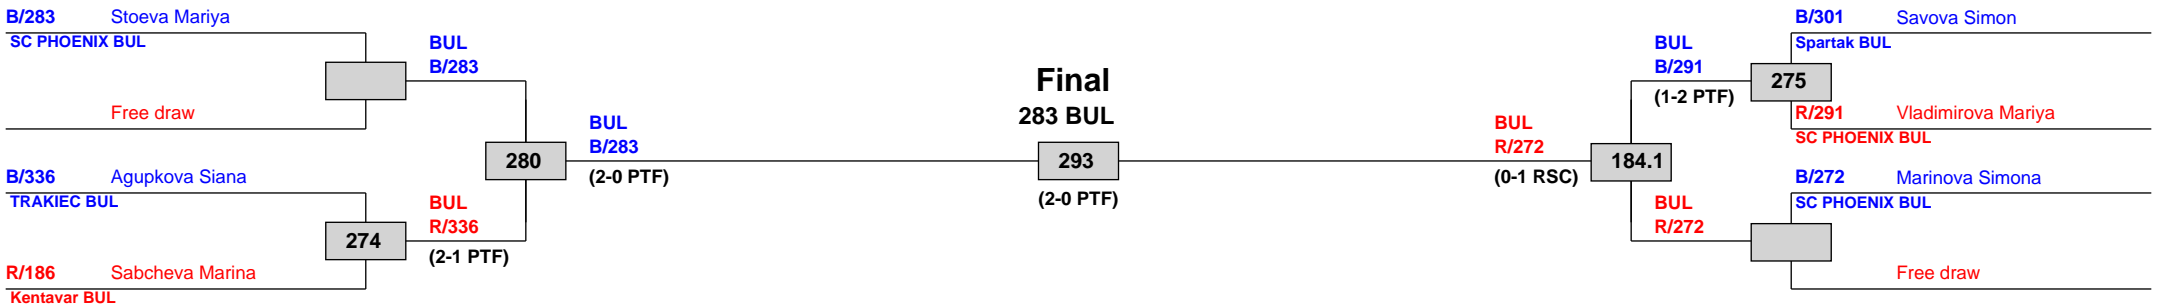 B/283 Stoeva Mariya
SC PHOENIX BUL
BUL
B/283
Free draw
BUL
B/283
280
(2-0 PTF)
B/336 Agupkova Siana
TRAKIEC BUL
BUL
R/336
274
(2-1 PTF)
R/186 Sabcheva Marina
Kentavar BUL
Final
283 BUL
293
(2-0 PTF)
B/301 Savova Simon
Spartak BUL
BUL
B/291
275
(1-2 PTF)
R/291 Vladimirova Mariya
SC PHOENIX BUL
BUL
R/272
184.1
(0-1 RSC)
B/272 Marinova Simona
SC PHOENIX BUL
BUL
R/272
Free draw